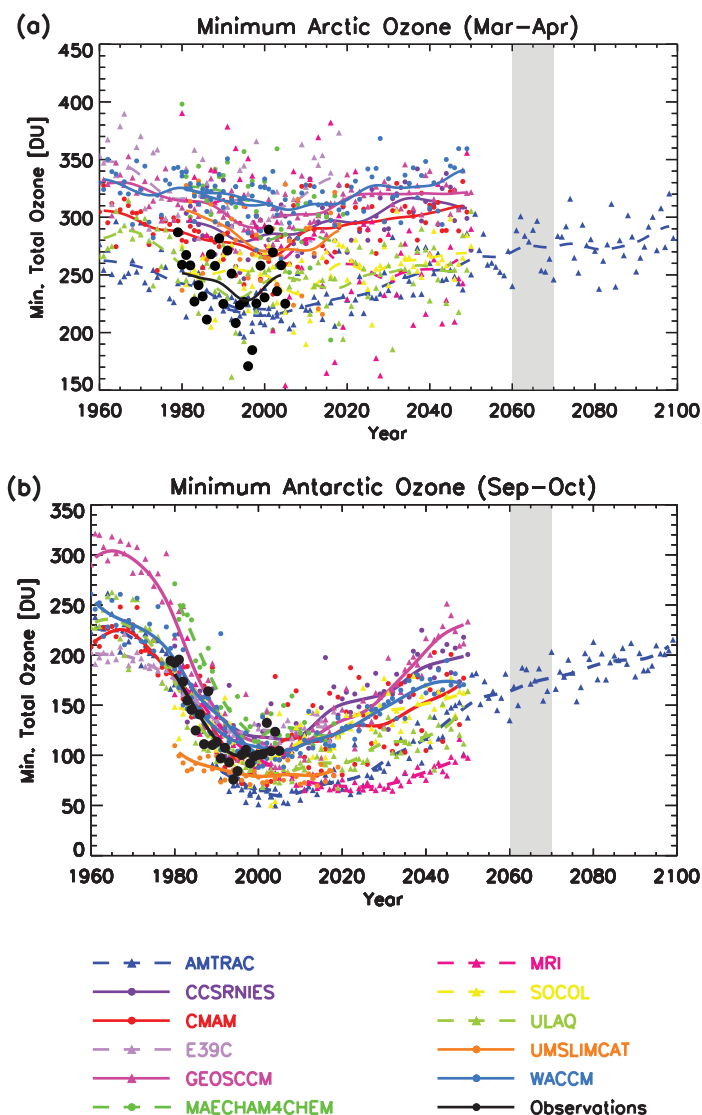 (a) Minimum Arctic Ozone (Mar–Apr)
Min. Total Ozone [DU]
450
400
350
300
250
200
150
1960 1980 2000 2020 2040 2060 2080 2100
Year
(b) Minimum Antarctic Ozone (Sep–Oct)
Min. Total Ozone [DU]
350
300
250
200
150
100
50
0
1960 1980 2000 2020 2040 2060 2080 2100
Year
AMTRAC MRI
CCSRNIES SOCOL
CMAM ULAQ
E39C UMSLIMCAT
GEOSCCM WACCM
MAECHAM4CHEM Observations